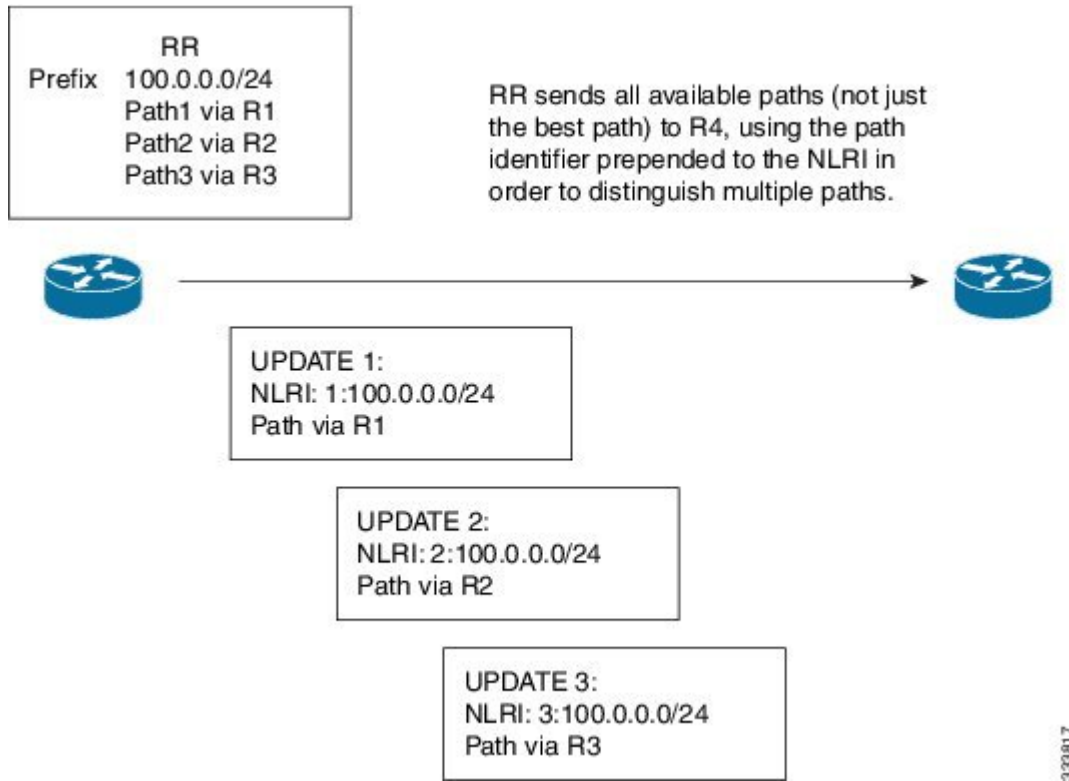 RR
Prefix 100.0.0.0/24
Path1 via R1
Path2 via R2
Path3 via R3
RR sends all available paths (not just
the best path) to R4, using the path
identifier prepended to the NLRI in
order to distinguish multiple paths.
UPDATE 1:
NLRI: 1:100.0.0.0/24
Path via R1
UPDATE 2:
NLRI: 2:100.0.0.0/24
Path via R2
UPDATE 3:
NLRI: 3:100.0.0.0/24
Path via R3